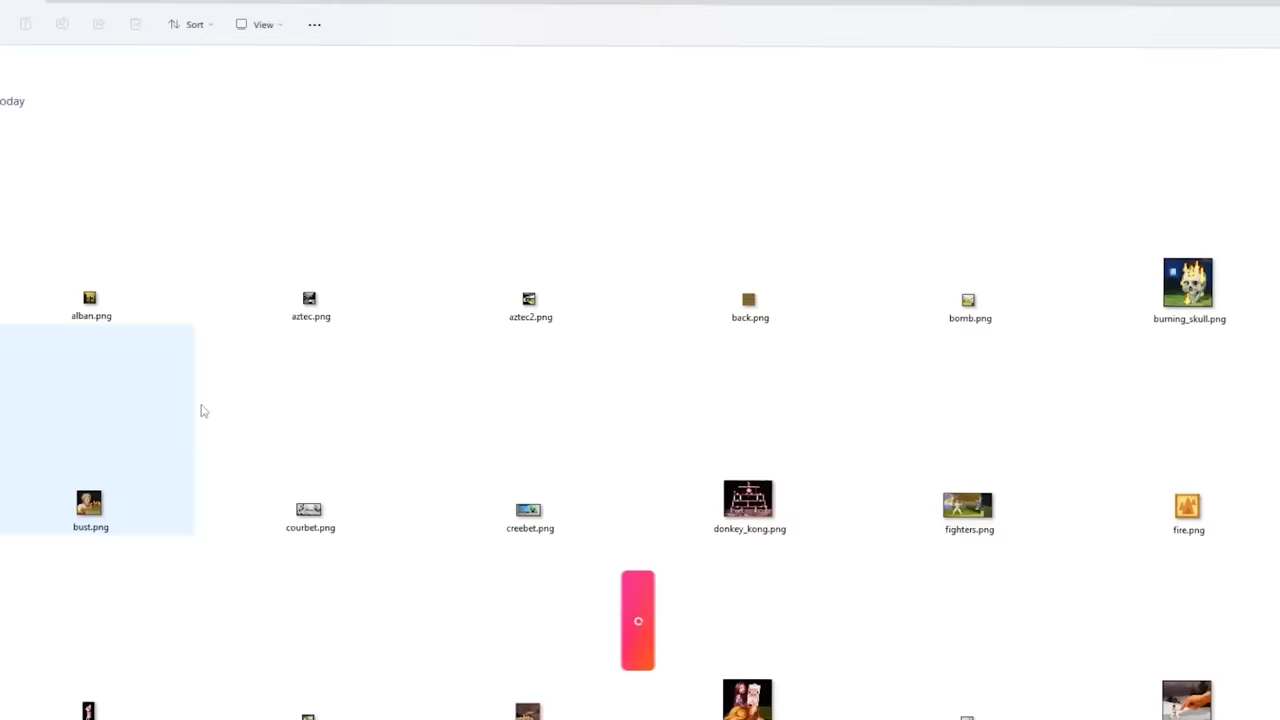 Sort View ...
oday
alban.png aztec.png aztec2.png back.png bomb.png burning_skull.png
bust.png courbet.png creebet.png donkey_kong.png fighters.png fire.png